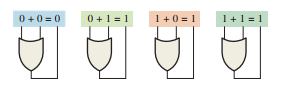 0 + 0 = 0
0 + 1 = 1
1 + 0 = 1
1 + 1 = 1